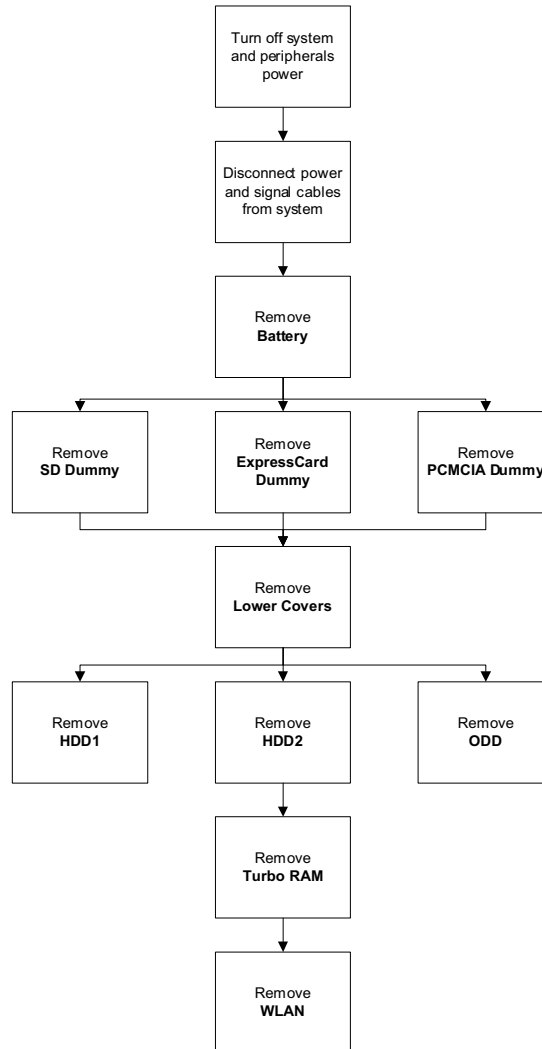 Turn off system
and peripherals
power
Disconnect power
and signal cables
from system
Remove
Battery
Remove
SD Dummy
Remove
ExpressCard
Dummy
Remove
PCMCIA Dummy
Remove
Lower Covers
Remove
HDD1
Remove
HDD2
Remove
ODD
Remove
Turbo RAM
Remove
WLAN